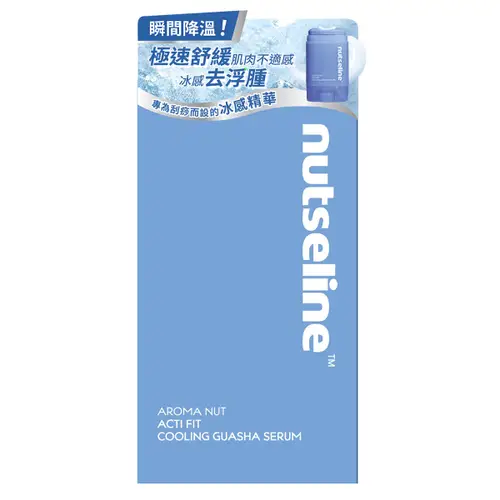 瞬間降溫！
極速舒緩肌肉不適感
冰感去浮腫
專為刮痧而設的冰感精華
nutseline
nutseline™
AROMA NUT
ACTI FIT
COOLING GUASHA SERUM